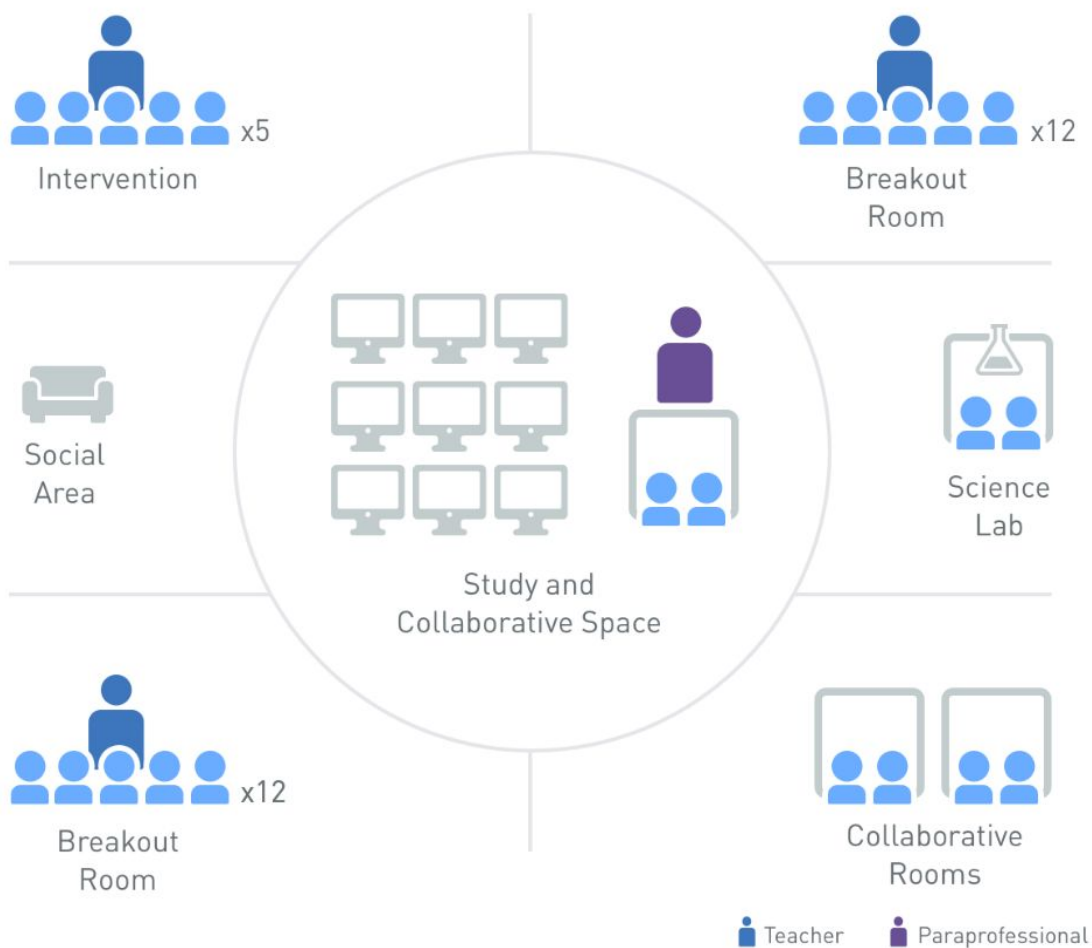 x5
Intervention
x12
Breakout
Room
Social
Area
Science
Lab
Study and
Collaborative Space
x12
Breakout
Room
Collaborative
Rooms
Teacher
Paraprofessional